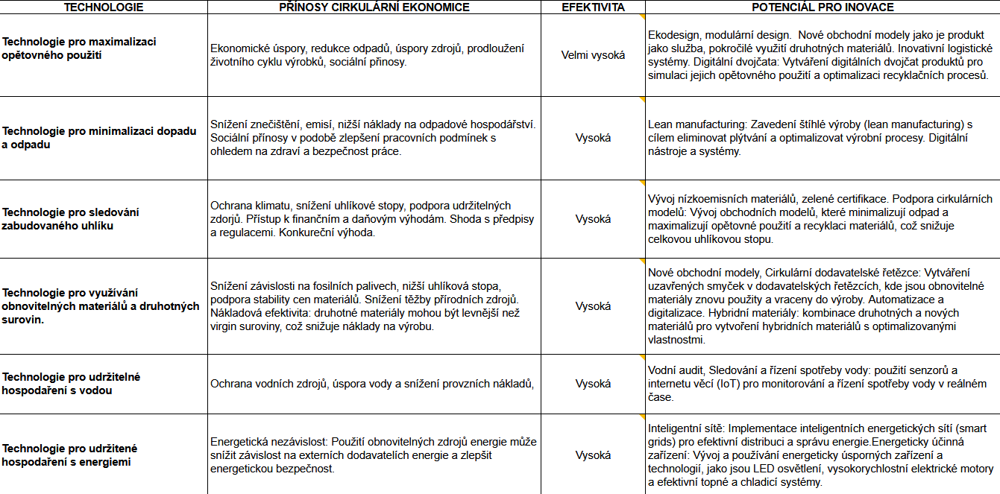 TECHNOLOGIE
PŘÍNOSY CIRKULÁRNÍ EKONOMICE
EFEKTIVITA
POTENCIÁL PRO INOVACE
Technologie pro maximalizaci
opětovného použití
Ekonomické úspory, redukce odpadů, úspory zdrojů, prodloužení
životního cyklu výrobků, sociální přinosy.
Velmi vysoká
Ekodesign, modulární design.  Nové obchodní modely jako je produkt
jako služba, pokročilé využití druhotných materiálů. Inovativní logistické
systémy. Digitální dvojčata: Vytváření digitálních dvojčat produktů pro
simulaci jejich opětovného použití a optimalizaci recyklačních procesů.
Technologie pro minimalizaci dopadu
a odpadu
Snížení znečištění, emisí, nižší náklady na odpadové hospodářství.
Sociální přínosy v podobě zlepšení pracovních podmínek s
ohledem na zdraví a bezpečnost práce.
Vysoká
Lean manufacturing: Zavedení štíhlé výroby (lean manufacturing) s
cílem eliminovat plýtvání a optimalizovat výrobní procesy. Digitální
nástroje a systémy.
Technologie pro sledování
zabudovaného uhlíku
Ochrana klimatu, snížení uhlíkové stopy, podpora udržitelných
zdorjů. Přístup k finančním a daňovým výhodám. Shoda s předpisy
a regulacemi. Konkureční výhoda.
Vysoká
Vývoj nízkoemisních materiálů, zelené certifikace. Podpora cirkulárních
modelů: Vývoj obchodních modelů, které minimalizují odpad a
maximalizují opětovné použití a recyklaci materiálů, což snižuje
celkovou uhlíkovou stopu.
Technologie pro využívání
obnovitelných materiálů a druhotných
surovin.
Snížení závislosti na fosilních palivech, nižší uhlíková stopa,
podpora stability cen materiálů. Snížení těžby přírodních zdrojů.
Nákladová efektivita: druhotné materiály mohou být levnější než
virgin suroviny, což snižuje náklady na výrobu.
Vysoká
Nové obchodní modely, Cirkulární dodavatelské řetězce: Vytváření
uzavřených smyček v dodavatelských řetězcích, kde jsou obnovitelné
materiály znovu použity a vraceny do výroby. Automatizace a
digitalizace. Hybridní materiály: kombinace druhotných a nových
materiálů pro vytvoření hybridních materiálů s optimalizovanými
vlastnostmi.
Technologie pro udržitelné
hospodaření s vodou
Ochrana vodních zdrojů, úspora vody a snížení provzních nákladů,
Vysoká
Vodní audit, Sledování a řízení spotřeby vody: použití senzorů a
internetu věcí (IoT) pro monitorování a řízení spotřeby vody v reálném
čase.
Technologie pro udržitené
hospodaření s energiemi
Energetická nezávislost: Použití obnovitelných zdrojů energie může
snížit závislost na externích dodavatelích energie a zlepšit
energetickou bezpečnost.
Vysoká
Inteligentní sítě: Implementace inteligentních energetických sítí (smart
grids) pro efektivní distribuci a správu energie.Energeticky účinná
zařízení: Vývoj a používání energeticky úsporných zařízení a
technologií, jako jsou LED osvětlení, vysokorychlostní elektrické motory
a efektivní topné a chladicí systémy.